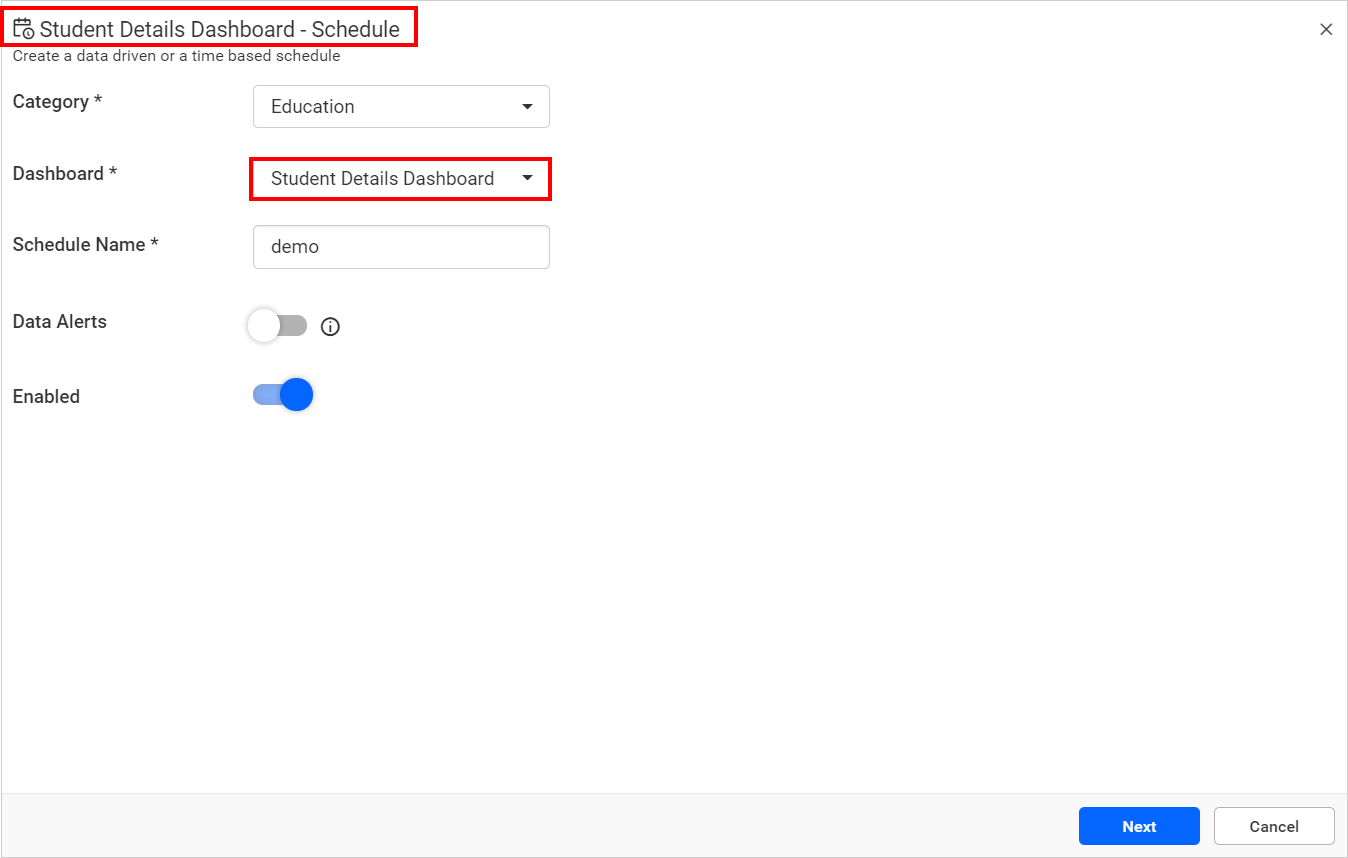 Student Details Dashboard - Schedule
Create a data driven or a time based schedule
Category *
Education
Dashboard *
Student Details Dashboard
Schedule Name *
demo
Data Alerts
Enabled
Next
Cancel